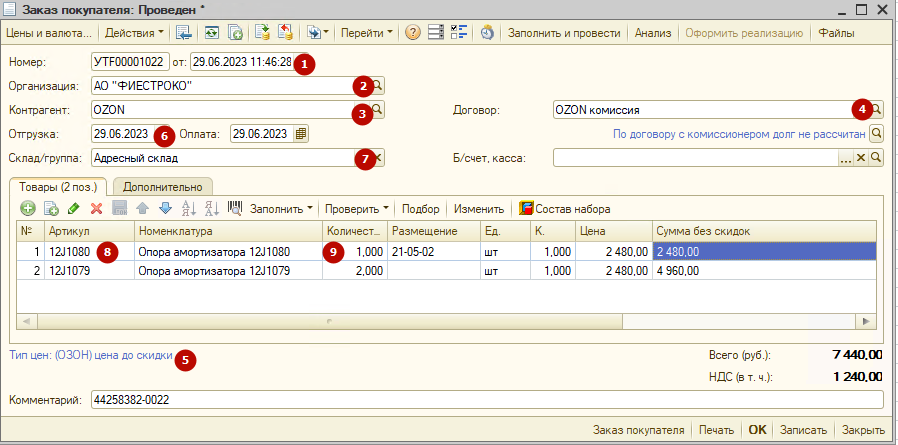 Заказ покупателя: Проведен *
Цены и валюта... Действия Перейти Заполнить и провести Анализ Оформить реализацию Файлы
Номер: УТF00001022 от: 29.06.2023 11:46:28 1
Организация: АО "ФИЕСТРОКО" 2
Контрагент: OZON 3 Договор: OZON комиссия 4
Отгрузка: 29.06.2023 6 Оплата: 29.06.2023 По договору с комиссионером долг не рассчитан
Склад/группа: Адресный склад 7 Б/счет, касса: ...
Товары (2 поз.) Дополнительно
Заполнить Проверить Подбор Изменить Состав набора
№ Артикул Номенклатура Количест... Размещение Ед. К. Цена Сумма без скидок
1 12J1080 8 Опора амортизатора 12J1080 9 1,000 21-05-02 шт 1,000 2 480,00 2 480,00
2 12J1079 Опора амортизатора 12J1079 2,000 шт 1,000 2 480,00 4 960,00
Тип цен: (ОЗОН) цена до скидки 5 Всего (руб.): 7 440,00
НДС (в т. ч.): 1 240,00
Комментарий: 44258382-0022
Заказ покупателя Печать OK Записать Закрыть